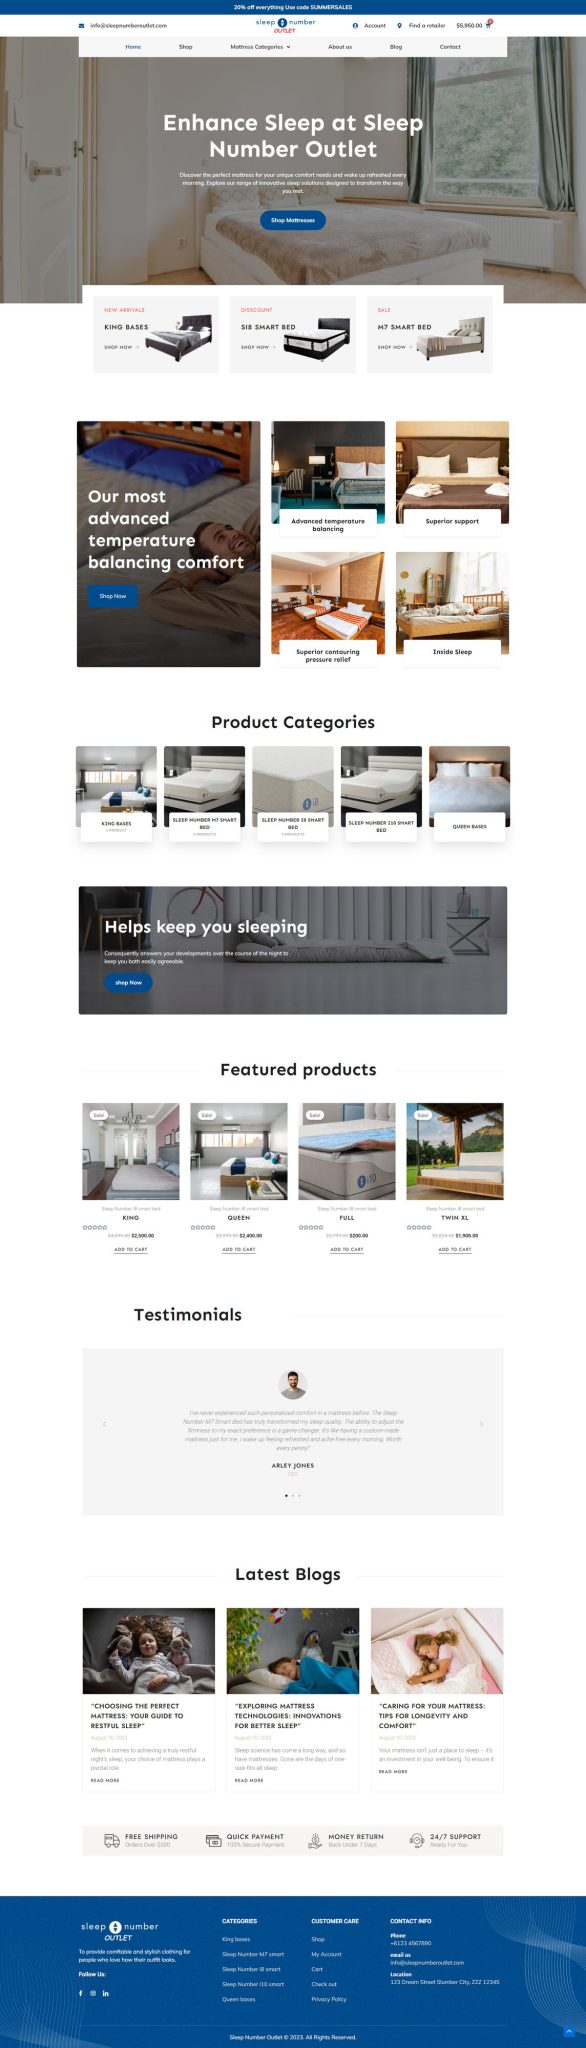 20% off everything Use code SUMMERSALES
info@sleepnumberoutlet.com
sleep number
OUTLET
Account
Find a retailer
$5,950.00
Home
Shop
Mattress Categories
About us
Blog
Contact
Enhance Sleep at Sleep
Number Outlet
Discover the perfect mattress for your unique comfort needs and wake up refreshed every
morning. Explore our range of innovative sleep solutions designed to transform the way
you rest.
Shop Mattresses
NEW ARRIVALS
KING BASES
SHOP NOW →
DISSCOUNT
SI8 SMART BED
SHOP NOW →
SALE
M7 SMART BED
SHOP NOW →
Our most
advanced
temperature
balancing comfort
Shop Now
Advanced temperature
balancing
Superior support
Superior contouring
pressure relief
Inside Sleep
Product Categories
KING BASES
1 PRODUCT
SLEEP NUMBER M7 SMART
BED
4 PRODUCTS
i8
SLEEP NUMBER I8 SMART
BED
SLEEP NUMBER I10 SMART
BED
QUEEN BASES
Helps keep you sleeping
Consequently answers your developments over the course of the night to
keep you both easily agreeable.
shop Now
Featured products
Sale!
Sleep Number i8 smart bed
KING
$2,500.00
ADD TO CART
Sale!
Sleep Number i8 smart bed
QUEEN
$2,400.00
ADD TO CART
Sale!
i10
Sleep Number i8 smart bed
FULL
$200.00
ADD TO CART
Sale!
Sleep Number i8 smart bed
TWIN XL
$1,900.00
ADD TO CART
Testimonials
I've never experienced such personalized comfort in a mattress before. The Sleep
Number M7 Smart Bed has truly transformed my sleep quality. The ability to adjust the
firmness to my exact preference is a game changer. It's like having a custom-made
mattress just for me. I wake up feeling refreshed and ache-free every morning. Worth
every penny!"
ARLEY JONES
CEO
Latest Blogs
"CHOOSING THE PERFECT
MATTRESS: YOUR GUIDE TO
RESTFUL SLEEP"
August 10, 2023
When it comes to achieving a truly restful
night's sleep, your choice of mattress plays a
pivotal role.
READ MORE
"EXPLORING MATTRESS
TECHNOLOGIES: INNOVATIONS
FOR BETTER SLEEP"
August 10, 2023
Sleep science has come a long way, and so
have mattresses. Gone are the days of one-
size-fits-all sleep
READ MORE
"CARING FOR YOUR MATTRESS:
TIPS FOR LONGEVITY AND
COMFORT"
August 10, 2023
Your mattress isn't just a place to sleep – it's
an investment in your well-being. To ensure it
READ MORE
FREE SHIPPING
Orders Over $500
QUICK PAYMENT
100% Secure Payment
MONEY RETURN
Back Under 7 Days
24/7 SUPPORT
Ready For You
sleep number
OUTLET
To provide comftable and stylish clothing for
people who love how their outfit looks.
Follow Us:
CATEGORIES
King bases
Sleep Number M7 smart
Sleep Number i8 smart
Sleep Number I10 smart
Queen bases
CUSTOMER CARE
Shop
My Account
Cart
Check out
Privacy Policy
CONTACT INFO
Phone
+6123 4567890
email us
info@sleepnumberoutlet.com
Location
123 Dream Street Slumber City, ZZZ 12345
Sleep Number Outlet © 2023. All Rights Reserved.